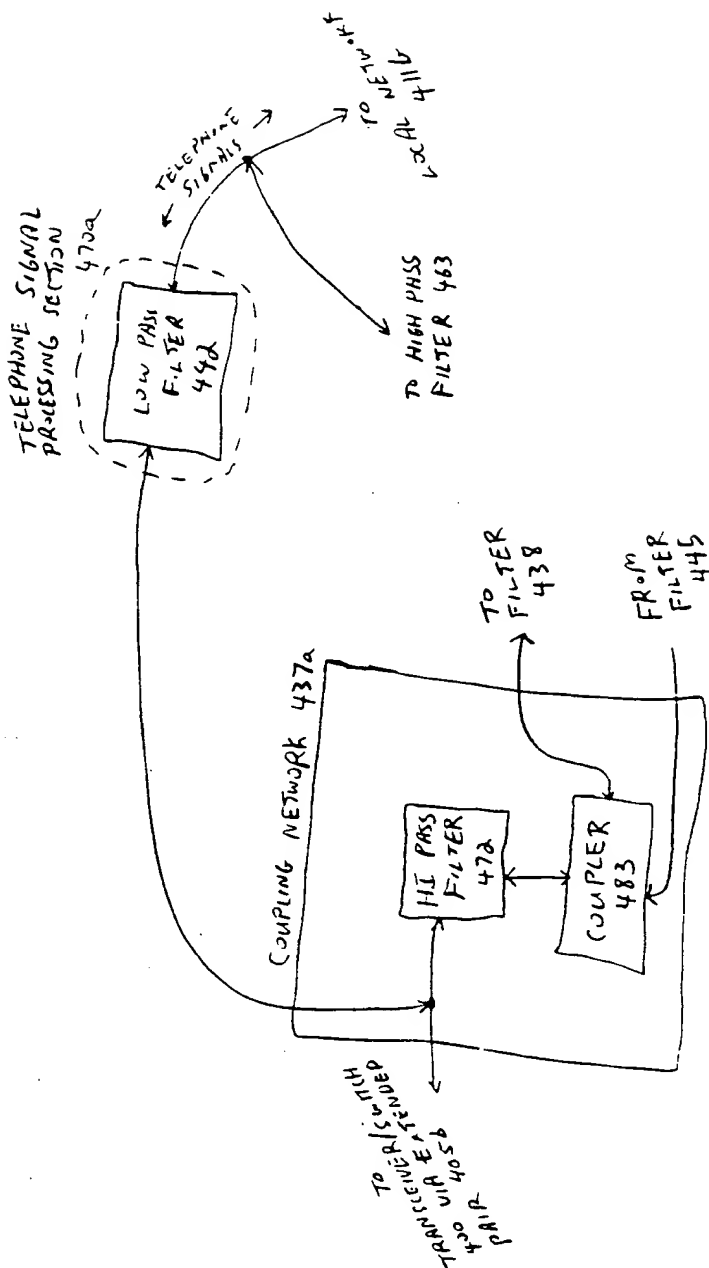 TELEPHONE SIGNAL
PROCESSING SECTION
470a
LOW PASS
FILTER
442
TELEPHONE
SIGNALS
TO
LOCAL NETWORK
411b
TO HIGH PASS
FILTER 463
COUPLING NETWORK 437a
HI PASS
FILTER
472
COUPLER
483
TO
FILTER
438
FROM
FILTER
445
TO
TRANSCEIVER/SWITCH
400 VIA EXTENDED
PAIR 405b